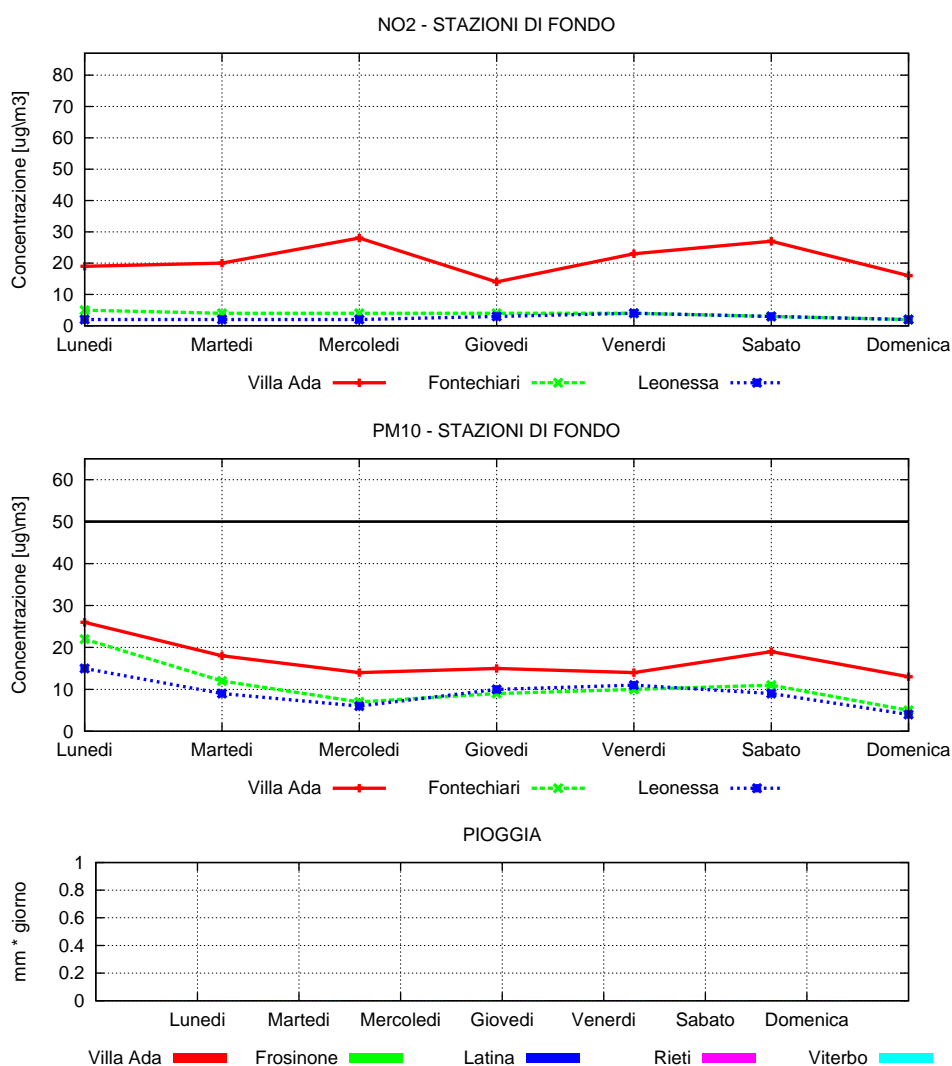 NO2 - STAZIONI DI FONDO
Concentrazione [ug\m3]
80
70
60
50
40
30
20
10
0
Lunedi Martedi Mercoledi Giovedi Venerdi Sabato Domenica
Villa Ada Fontechiari Leonessa
PM10 - STAZIONI DI FONDO
Concentrazione [ug\m3]
60
50
40
30
20
10
0
Lunedi Martedi Mercoledi Giovedi Venerdi Sabato Domenica
Villa Ada Fontechiari Leonessa
PIOGGIA
mm * giorno
1
0.8
0.6
0.4
0.2
0
Lunedi Martedi Mercoledi Giovedi Venerdi Sabato Domenica
Villa Ada Frosinone Latina Rieti Viterbo